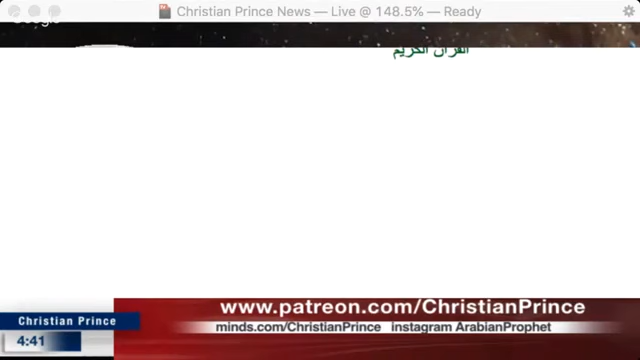 Christian Prince News — Live @ 148.5% — Ready
القرآن الكريم
www.patreon.com/ChristianPrince
Christian Prince
minds.com/ChristianPrince instagram ArabianProphet
4:41